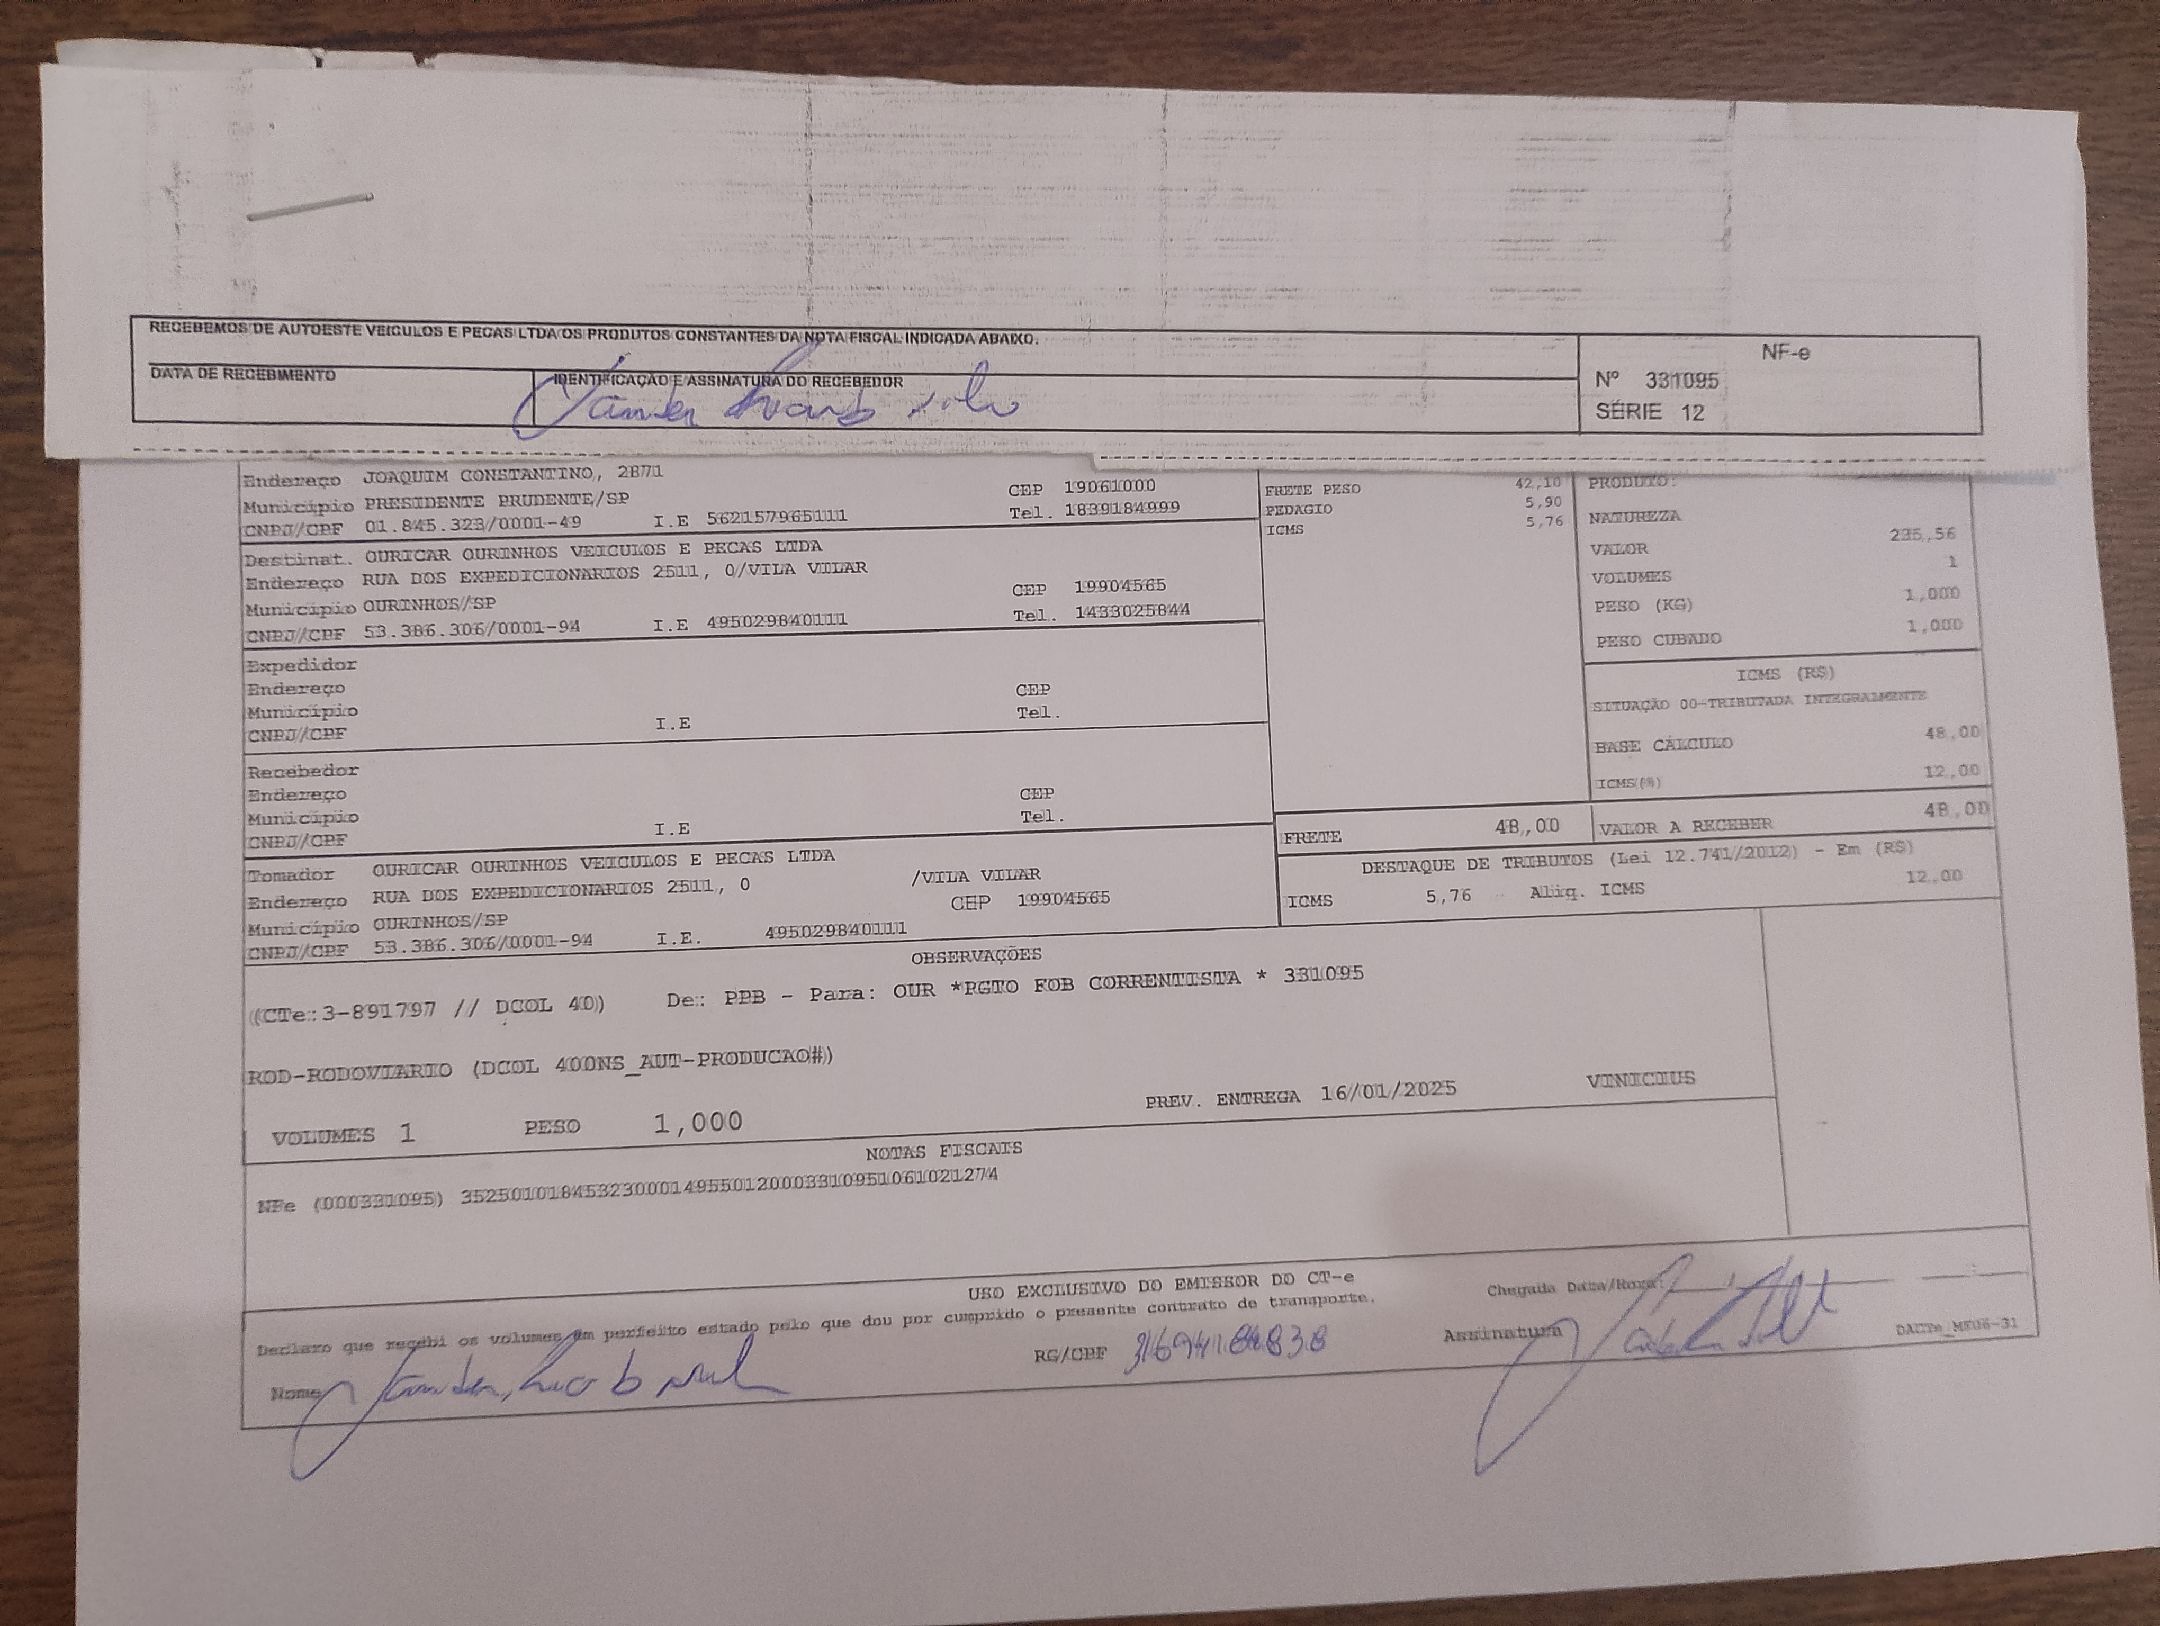 RECEBEMOS DE AUTOESTE VEICULOS E PECAS LTDA OS PRODUTOS CONSTANTES DA NOTA FISCAL INDICADA ABAIXO.
NF-e
DATA DE RECEBIMENTO
IDENTIFICAÇÃO E ASSINATURA DO RECEBEDOR
Nº 331095
SÉRIE 12
Endereço JOAQUIM CONSTANTINO, 2871
Município PRESIDENTE PRUDENTE/SP CEP 19061000
CNPJ/CPF 01.845.323/0001-49 I.E 562157965111 Tel. 1839184999
FRETE PESO 42,10
PEDAGIO 5,90
ICMS 5,76
PRODUTO:
NATUREZA
VALOR 235,56
VOLUMES 1
PESO (KG) 1,000
PESO CUBADO 1,000
Destinat. OURICAR OURINHOS VEICULOS E PECAS LTDA
Endereço RUA DOS EXPEDICIONARIOS 2511, 0/VILA VILAR
Município OURINHOS/SP CEP 19904565
CNPJ/CPF 53.386.306/0001-94 I.E 495029840111 Tel. 1433025844
Expedidor
Endereço
Município CEP
CNPJ/CPF I.E Tel.
ICMS (R$)
SITUAÇÃO 00-TRIBUTADA INTEGRALMENTE
BASE CÁLCULO 48,00
ICMS(%) 12,00
Recebedor
Endereço
Município CEP
CNPJ/CPF I.E Tel.
FRETE 48,00 VALOR A RECEBER 48,00
DESTAQUE DE TRIBUTOS (Lei 12.741/2012) - Em (R$)
ICMS 5,76 Aliq. ICMS 12,00
Tomador OURICAR OURINHOS VEICULOS E PECAS LTDA
Endereço RUA DOS EXPEDICIONARIOS 2511, 0 /VILA VILAR
Município OURINHOS/SP CEP 19904565
CNPJ/CPF 53.386.306/0001-94 I.E. 495029840111
OBSERVAÇÕES
(CTe:3-891797 // DCOL 40) De: PPB - Para: OUR *PGTO FOB CORRENTISTA * 331095
ROD-RODOVIARIO (DCOL 400NS_AUT-PRODUCAO#)
VOLUMES 1 PESO 1,000 PREV. ENTREGA 16/01/2025 VINICIUS
NOTAS FISCAIS
NFe (000331095) 35250101845323000149550120003310951061021274
USO EXCLUSIVO DO EMISSOR DO CT-e
Declaro que recebi os volumes em perfeito estado pelo que dou por cumprido o presente contrato de transporte.
Chegada Data/Hora:
Nome
RG/CPF
Assinatura